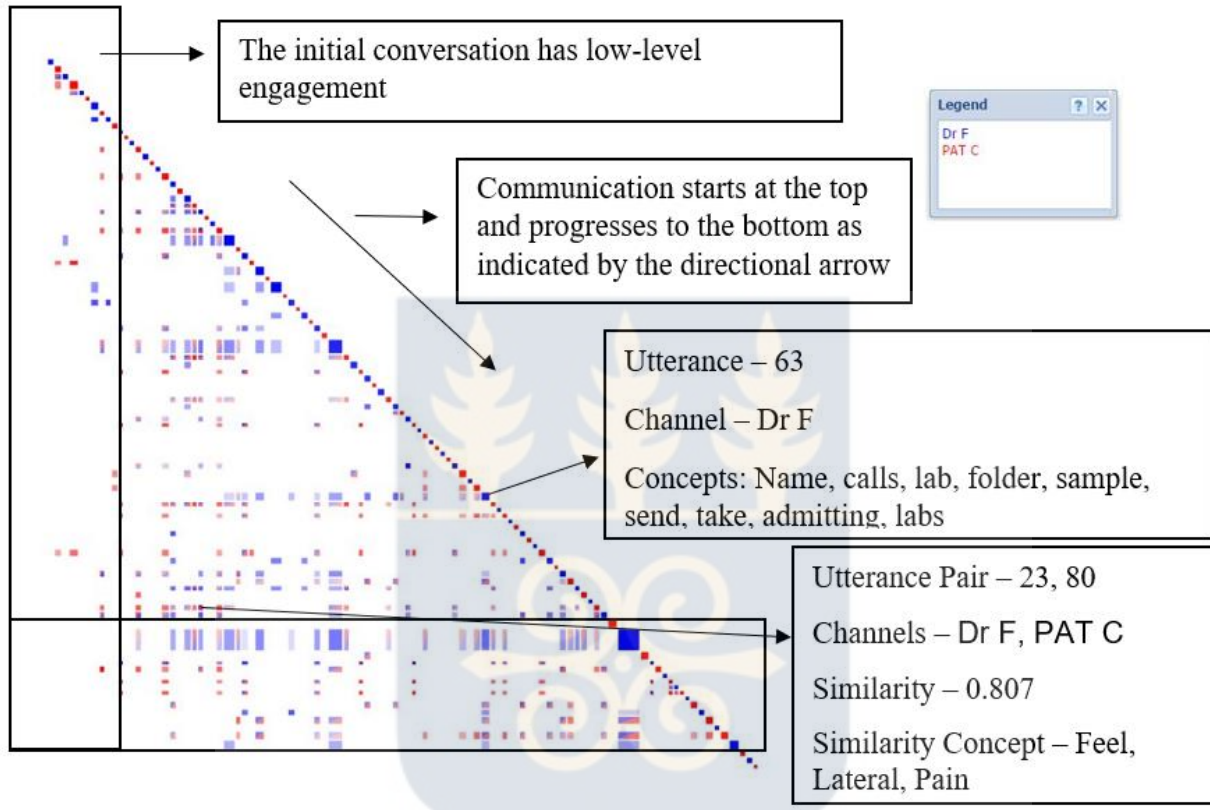 The initial conversation has low-level
engagement
Legend
? X
Dr F
PAT C
Communication starts at the top
and progresses to the bottom as
indicated by the directional arrow
Utterance – 63
Channel – Dr F
Concepts: Name, calls, lab, folder, sample,
send, take, admitting, labs
Utterance Pair – 23, 80
Channels – Dr F, PAT C
Similarity – 0.807
Similarity Concept – Feel,
Lateral, Pain